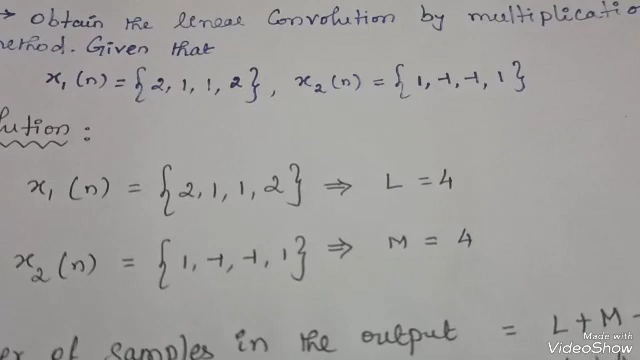 → Obtain the linear Convolution by multiplicatio
method. Given that
x₁(n) = {2, 1, 1, 2}, x₂(n) = {1, -1, -1, 1}
lution :
x₁(n) = {2, 1, 1, 2} ⇒ L = 4
x₂(n) = {1, -1, -1, 1} ⇒ M = 4
er of samples in the output = L + M -
Made with
VideoShow